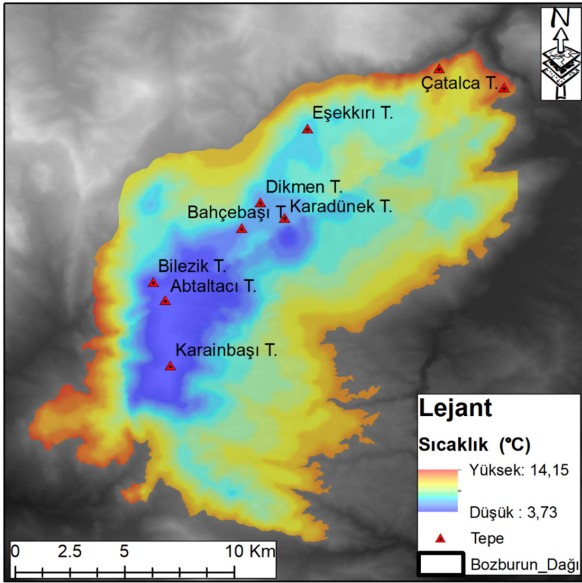 N
Çatalca T.
Eşekkırı T.
Dikmen T.
Karadünek T.
Bahçebaşı T.
Bilezik T.
Abtaltacı T.
Karainbaşı T.
Lejant
Sıcaklık (°C)
Yüksek: 14,15
Düşük : 3,73
Tepe
Bozburun_Dağı
0 2.5 5 10 Km